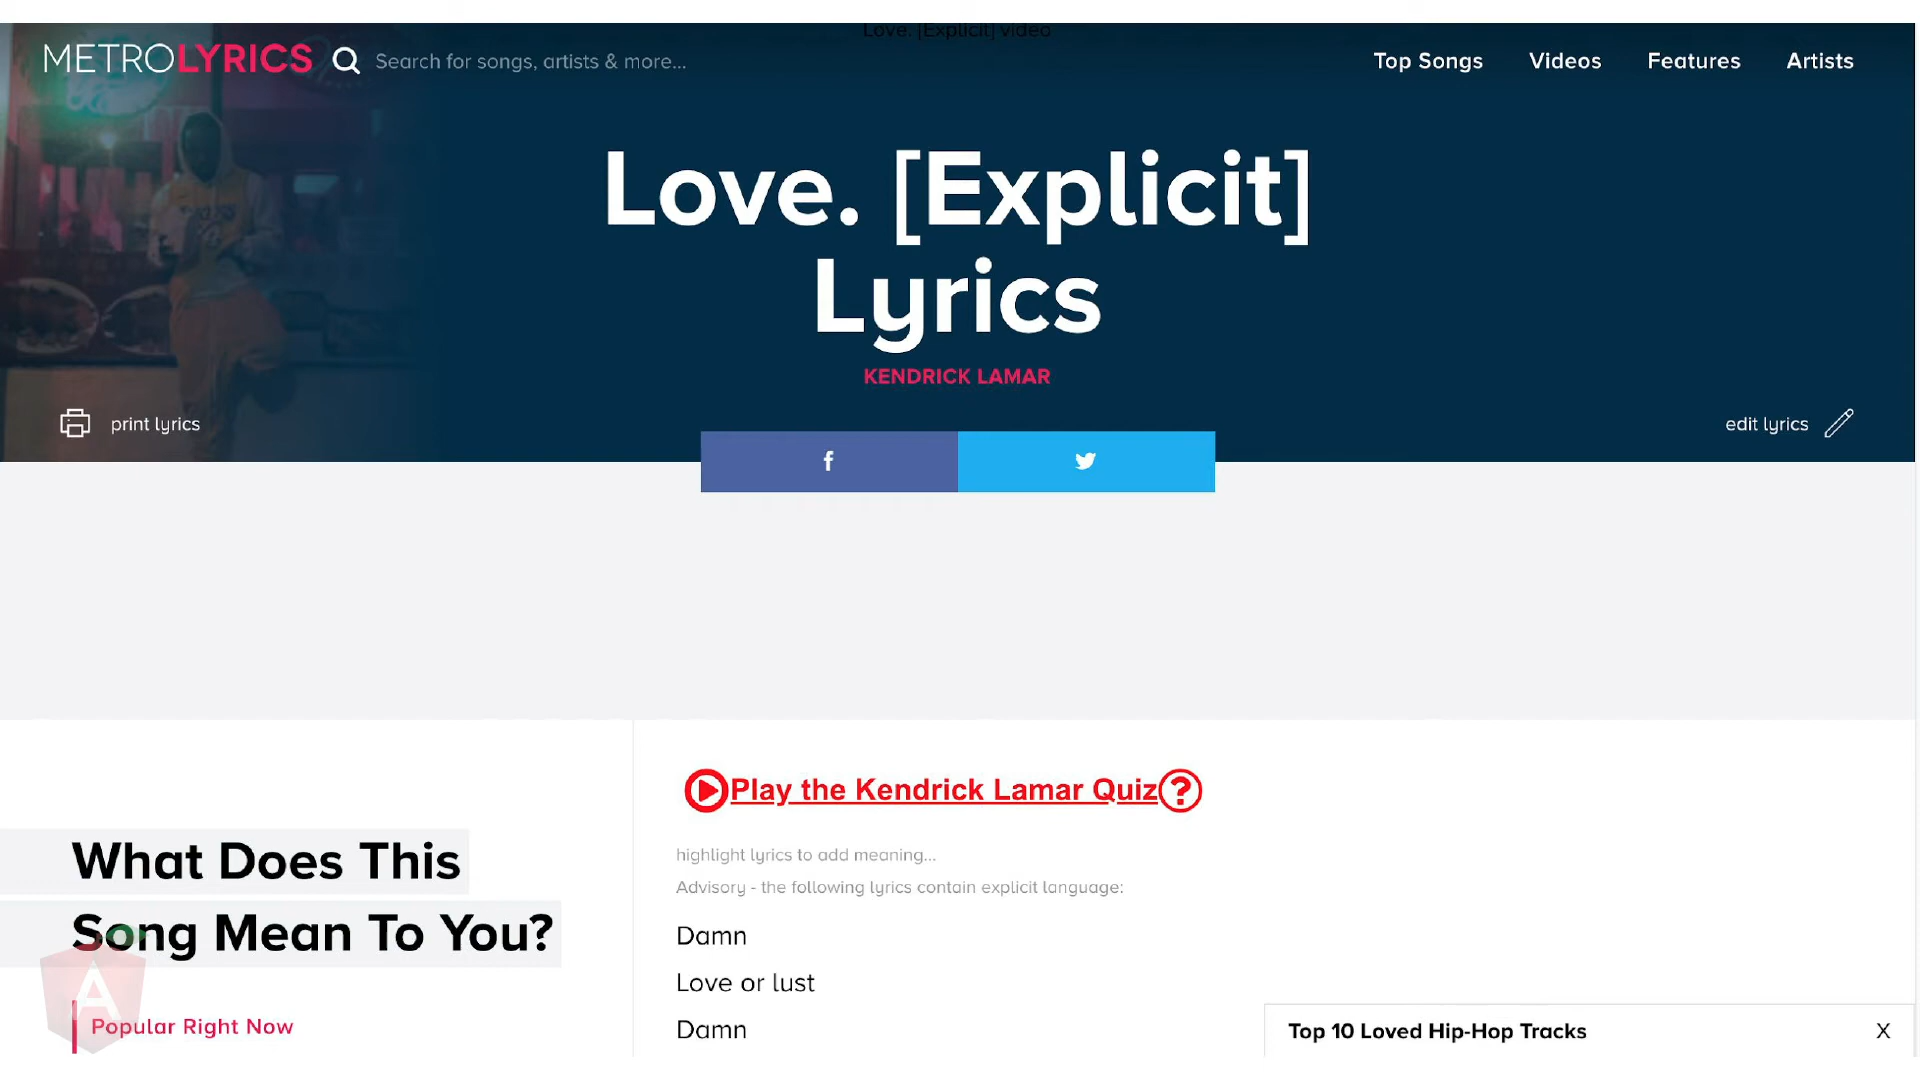 Love. [Explicit] video
METROLYRICS
Search for songs, artists & more...
Top Songs
Videos
Features
Artists
Love. [Explicit]
Lyrics
KENDRICK LAMAR
print lyrics
edit lyrics
f
Play the Kendrick Lamar Quiz
?
What Does This
Song Mean To You?
A
Popular Right Now
highlight lyrics to add meaning...
Advisory - the following lyrics contain explicit language:
Damn
Love or lust
Damn
Top 10 Loved Hip-Hop Tracks
X